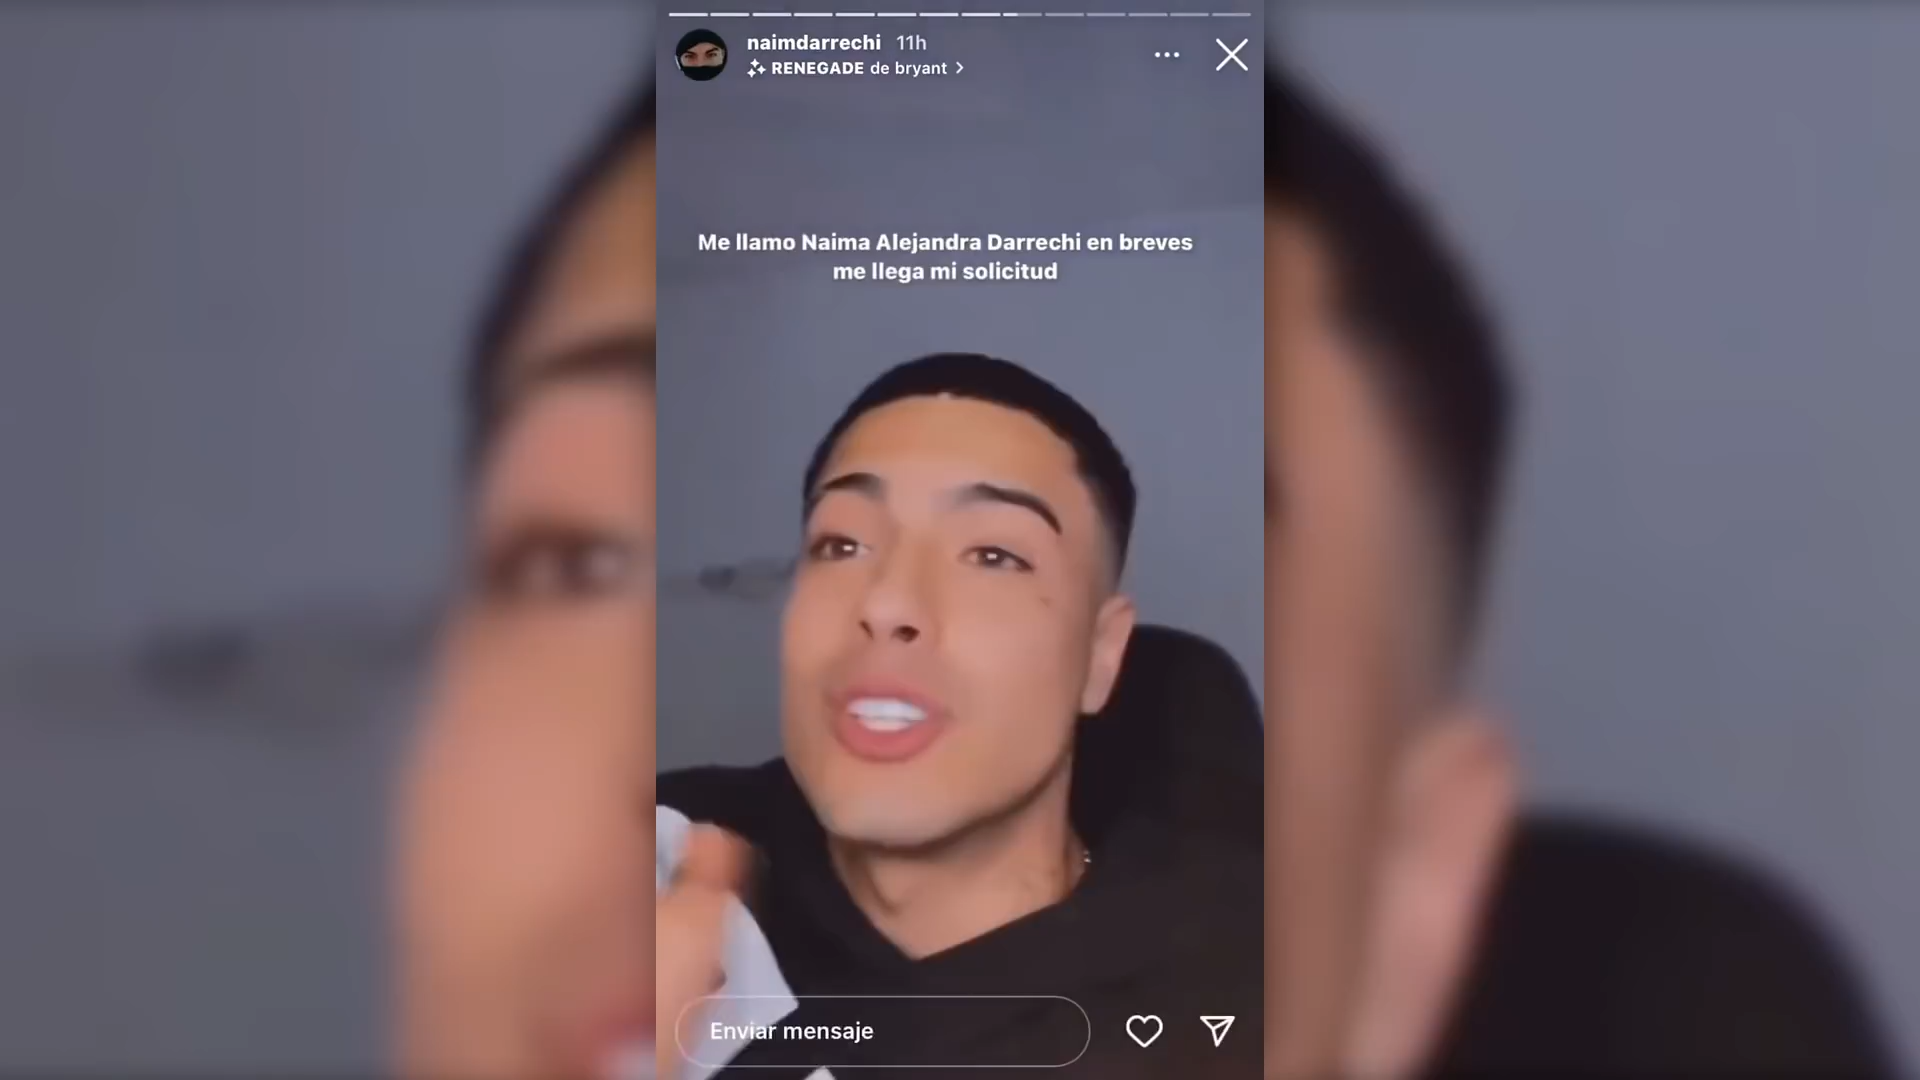 naimdarrechi 11h
RENEGADE de bryant
Me llamo Naima Alejandra Darrechi en breves
me llega mi solicitud
Enviar mensaje